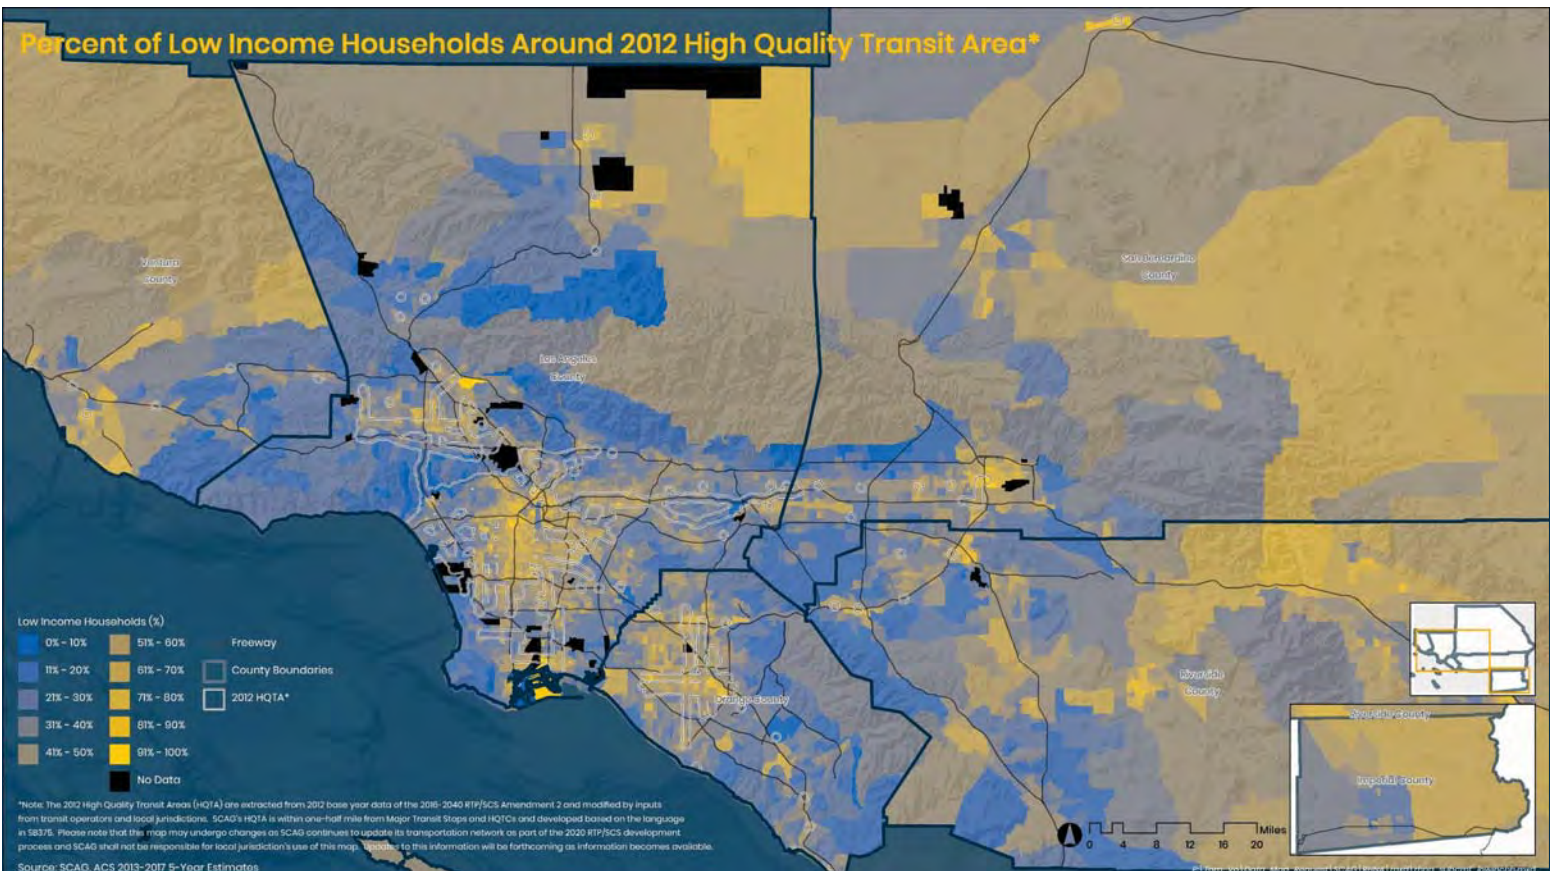 Percent of Low Income Households Around 2012 High Quality Transit Area*
Ventura
County
Los Angeles
County
San Bernardino
County
Orange County
Riverside
County
Low Income Households (%)
0% - 10%
11% - 20%
21% - 30%
31% - 40%
41% - 50%
51% - 60%
61% - 70%
71% - 80%
81% - 90%
91% - 100%
No Data
Freeway
County Boundaries
2012 HQTA*
*Note: The 2012 High Quality Transit Areas (HQTA) are extracted from 2012 base year data of the 2016-2040 RTP/SCS Amendment 2 and modified by inputs
from transit operators and local jurisdictions. SCAG's HQTA is within one-half mile from Major Transit Stops and HQTCs and developed based on the language
in SB375. Please note that this map may undergo changes as SCAG continues to update its transportation network as part of the 2020 RTP/SCS development
process and SCAG shall not be responsible for local jurisdiction's use of this map. Updates to this information will be forthcoming as information becomes available.
Source: SCAG, ACS 2013-2017 5-Year Estimates
Miles
0 4 8 12 16 20
Riverside County
Imperial County